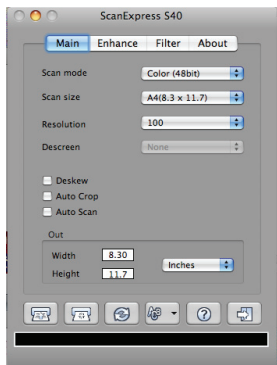 ScanExpress S40
Main Enhance Filter About
Scan mode Color (48bit)
Scan size A4(8.3 x 11.7)
Resolution 100
Descreen None
Deskew
Auto Crop
Auto Scan
Out
Width 8.30
Inches
Height 11.7